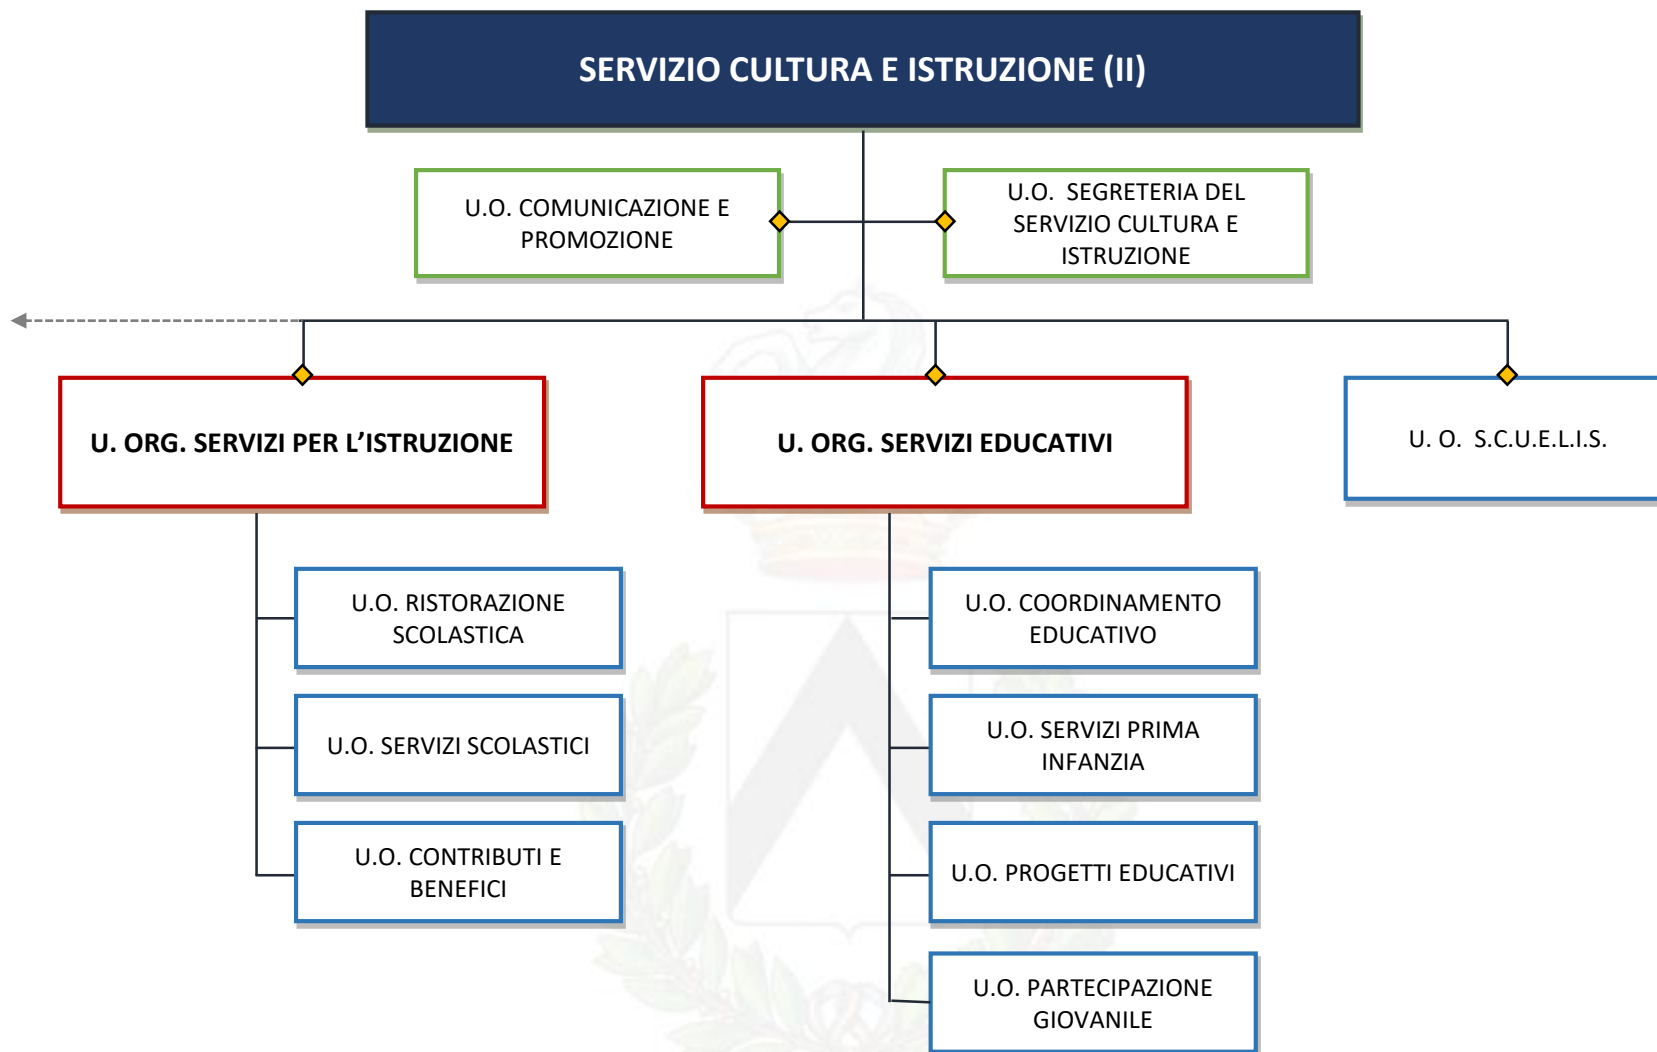 SERVIZIO CULTURA E ISTRUZIONE (II)
U.O. COMUNICAZIONE E
PROMOZIONE
U.O. SEGRETERIA DEL
SERVIZIO CULTURA E
ISTRUZIONE
U. ORG. SERVIZI PER L’ISTRUZIONE
U. ORG. SERVIZI EDUCATIVI
U. O. S.C.U.E.L.I.S.
U.O. RISTORAZIONE
SCOLASTICA
U.O. SERVIZI SCOLASTICI
U.O. CONTRIBUTI E
BENEFICI
U.O. COORDINAMENTO
EDUCATIVO
U.O. SERVIZI PRIMA
INFANZIA
U.O. PROGETTI EDUCATIVI
U.O. PARTECIPAZIONE
GIOVANILE